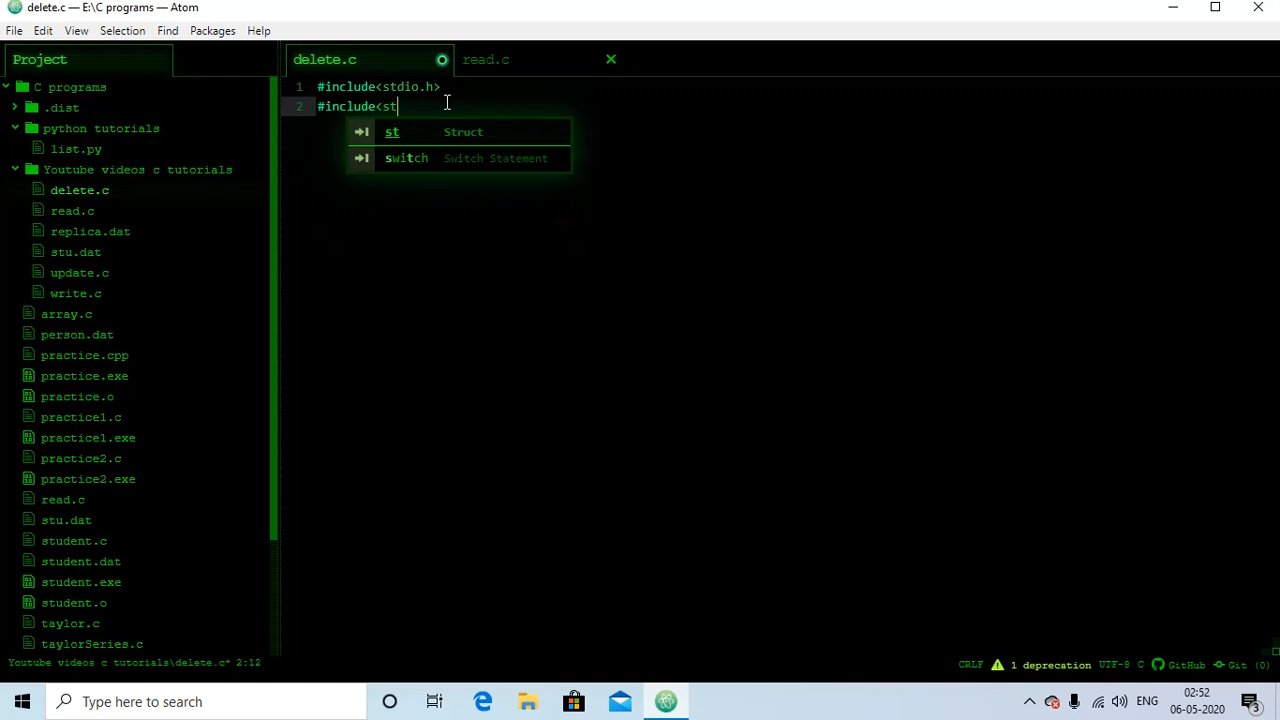 delete.c — E:\C programs — Atom
File Edit View Selection Find Packages Help
Project
C programs
.dist
python tutorials
list.py
Youtube videos c tutorials
delete.c
read.c
replica.dat
stu.dat
update.c
write.c
array.c
person.dat
practice.cpp
practice.exe
practice.o
practice1.c
practice1.exe
practice2.c
practice2.exe
read.c
stu.dat
student.c
student.dat
student.exe
student.o
taylor.c
taylorSeries.c
delete.c read.c
1 #include<stdio.h>
2 #include<st
st Struct
switch Switch Statement
Youtube videos c tutorials\delete.c* 2:12
CRLF 1 deprecation UTF-8 C GitHub Git (0)
Type here to search
ENG
02:52
06-05-2020
3